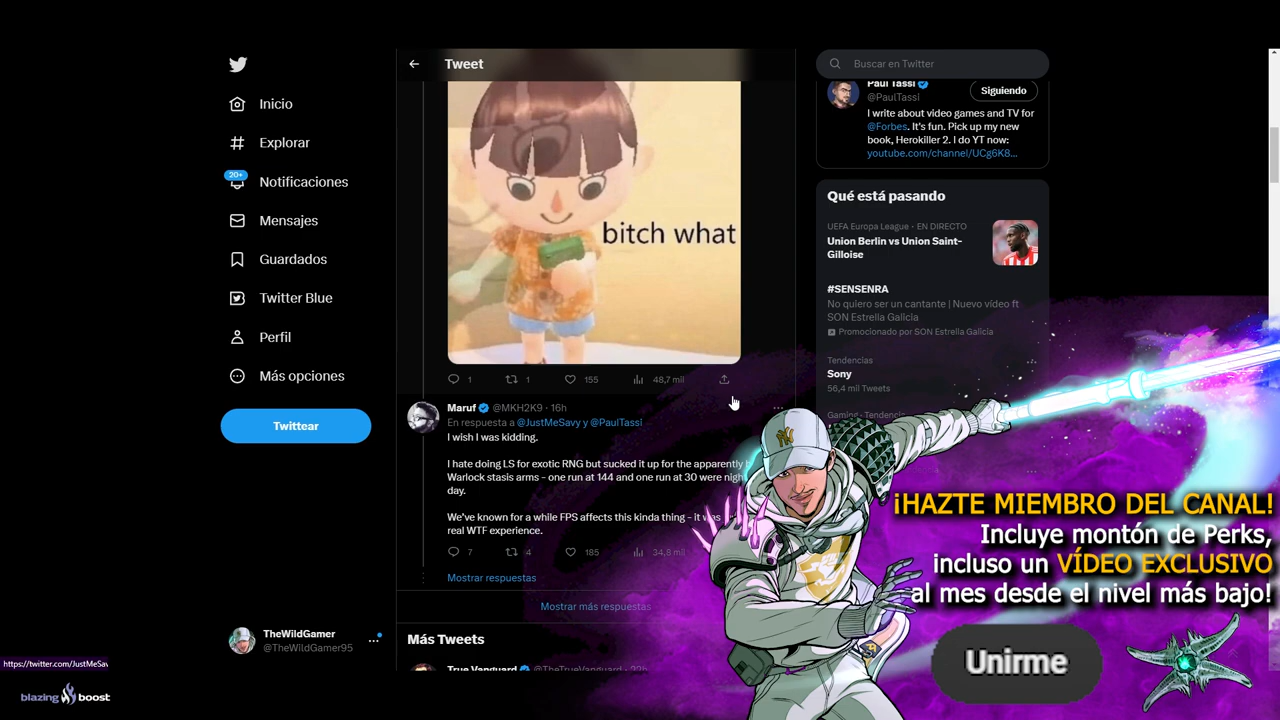 Inicio
Explorar
20+
Notificaciones
Mensajes
Guardados
Twitter Blue
Perfil
Más opciones
Twittear
TheWildGamer
@TheWildGamer95
https://twitter.com/JustMeSav
blazing boost
Tweet
bitch what
1
1
155
48,7 mil
Maruf @MKH2K9 · 16h
En respuesta a @JustMeSavy y @PaulTassi
I wish I was kidding.
I hate doing LS for exotic RNG but sucked it up for the apparently
Warlock stasis arms - one run at 144 and one run at 30 were
day.
We've known for a while FPS affects this kinda thing - it
real WTF experience.
7
4
185
34,8 mil
Mostrar respuestas
Mostrar más respuestas
Más Tweets
True Vanguard @TheTrueVanguard · 22h
Buscar en Twitter
Paul Tassi
@PaulTassi
Siguiendo
I write about video games and TV for
@Forbes. It's fun. Pick up my new
book, Herokiller 2. I do YT now:
youtube.com/channel/UCg6K8...
Qué está pasando
UEFA Europa League · EN DIRECTO
Union Berlin vs Union Saint-
Gilloise
#SENSENRA
No quiero ser un cantante | Nuevo vídeo ft
SON Estrella Galicia
Promocionado por SON Estrella Galicia
Tendencias
Sony
56,4 mil Tweets
Gaming · Tendencia
NY
¡HAZTE MIEMBRO DEL CANAL!
Incluye montón de Perks,
incluso un VÍDEO EXCLUSIVO
al mes desde el nivel más bajo!
Unirme